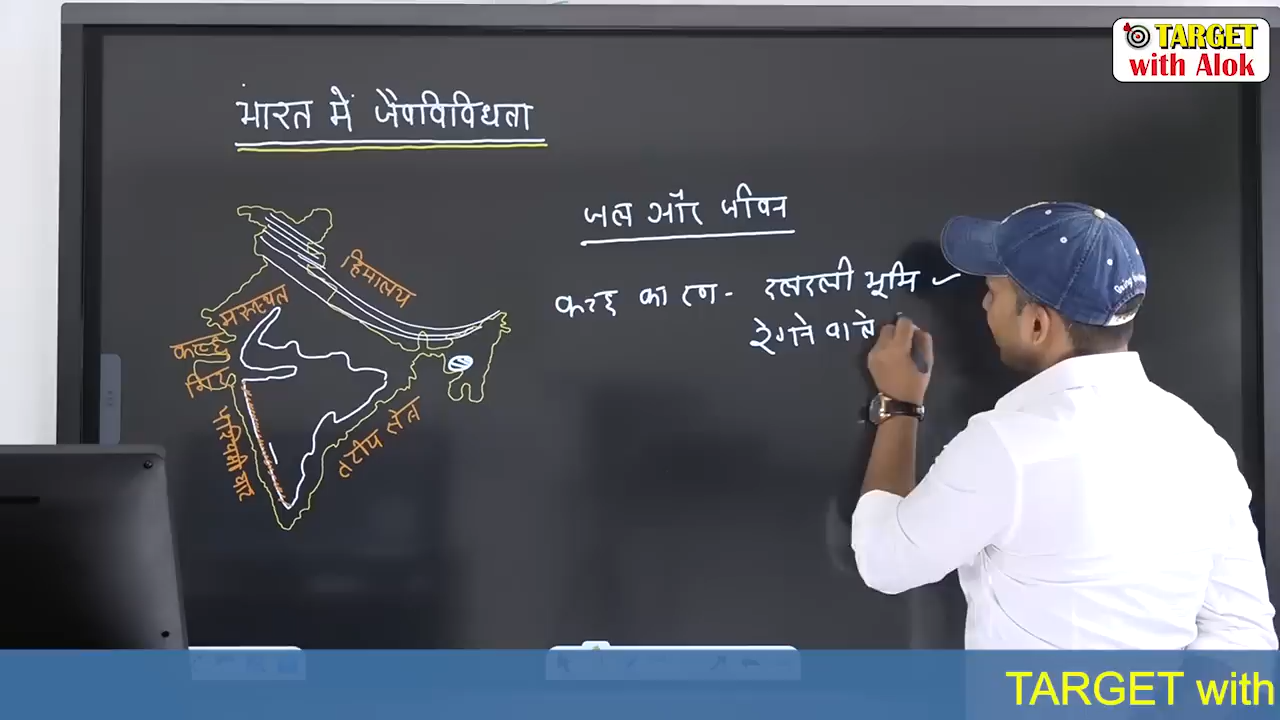 TARGET
with Alok
भारत में जैवविविधता
जल और जीवन
हिमालय
मरुस्थल
कच्छ
कच्छ का रण - दलदली भूमि ✓
रेंगने वाले
तटीय क्षेत्र
TARGET with